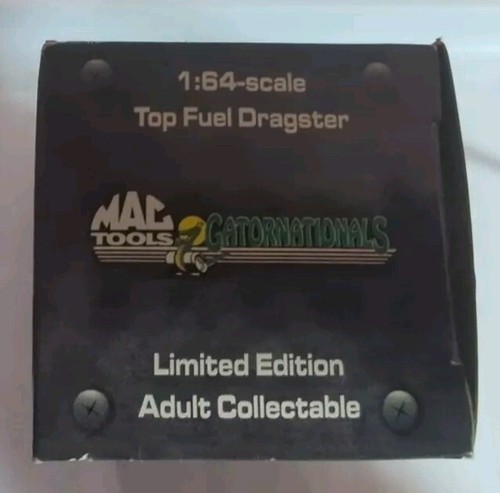 1:64-scale
Top Fuel Dragster
MAC
TOOLS
GATORNATIONALS
Limited Edition
Adult Collectable